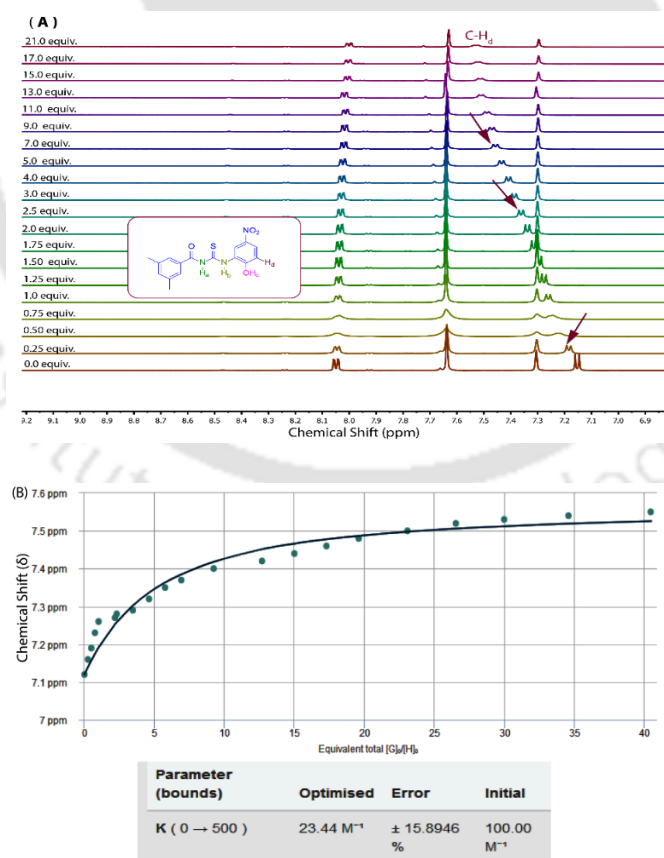 (A)
C-Hd
21.0 equiv.
17.0 equiv.
15.0 equiv.
13.0 equiv.
11.0 equiv.
9.0 equiv.
7.0 equiv.
5.0 equiv.
4.0 equiv.
3.0 equiv.
2.5 equiv.
2.0 equiv.
1.75 equiv.
1.50 equiv.
1.25 equiv.
1.0 equiv.
0.75 equiv.
0.50 equiv.
0.25 equiv.
0.0 equiv.
NO2
O S
N N Hd
Ha Hb OHc
9.2 9.1 9.0 8.9 8.8 8.7 8.6 8.5 8.4 8.3 8.2 8.1 8.0 7.9 7.8 7.7 7.6 7.5 7.4 7.3 7.2 7.1 7.0 6.9
Chemical Shift (ppm)
(B)
Chemical Shift (δ)
7.6 ppm
7.5 ppm
7.4 ppm
7.3 ppm
7.2 ppm
7.1 ppm
7 ppm
0 5 10 15 20 25 30 35 40
Equivalent total [G]₀/[H]₀
Parameter (bounds) Optimised Error Initial
K ( 0 → 500 ) 23.44 M⁻¹ ± 15.8946 % 100.00 M⁻¹